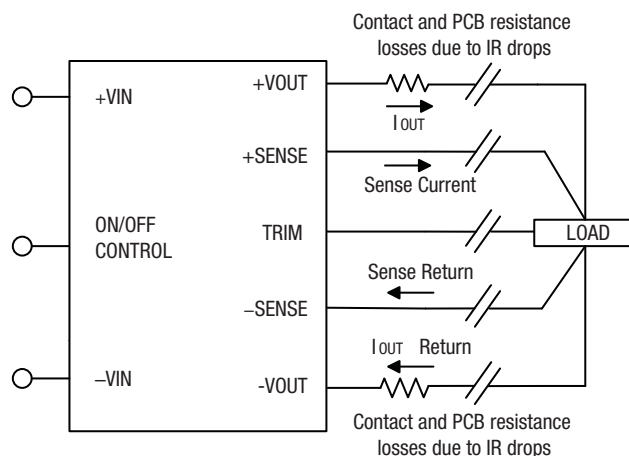 Contact and PCB resistance
losses due to IR drops
+VOUT
+VIN
IOUT
+SENSE
Sense Current
ON/OFF
CONTROL
TRIM
LOAD
Sense Return
–SENSE
IOUT Return
–VIN
-VOUT
Contact and PCB resistance
losses due to IR drops